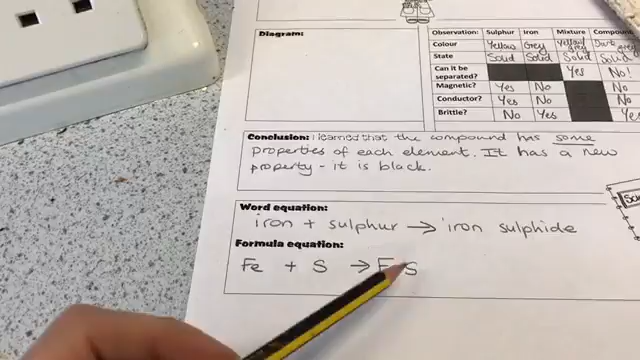 Diagram:
Observation: Sulphur Iron Mixture Compound
Colour Yellow Grey Yellow/grey Dark grey
State Solid Solid Solid Solid
Can it be separated? Yes No!
Magnetic? Yes No No
Conductor? Yes No No
Brittle? No Yes Yes
Conclusion: I learned that the compound has some
properties of each element. It has a new
property - it is black.
Word equation:
iron + sulphur → iron sulphide
Formula equation:
Fe + S → F S